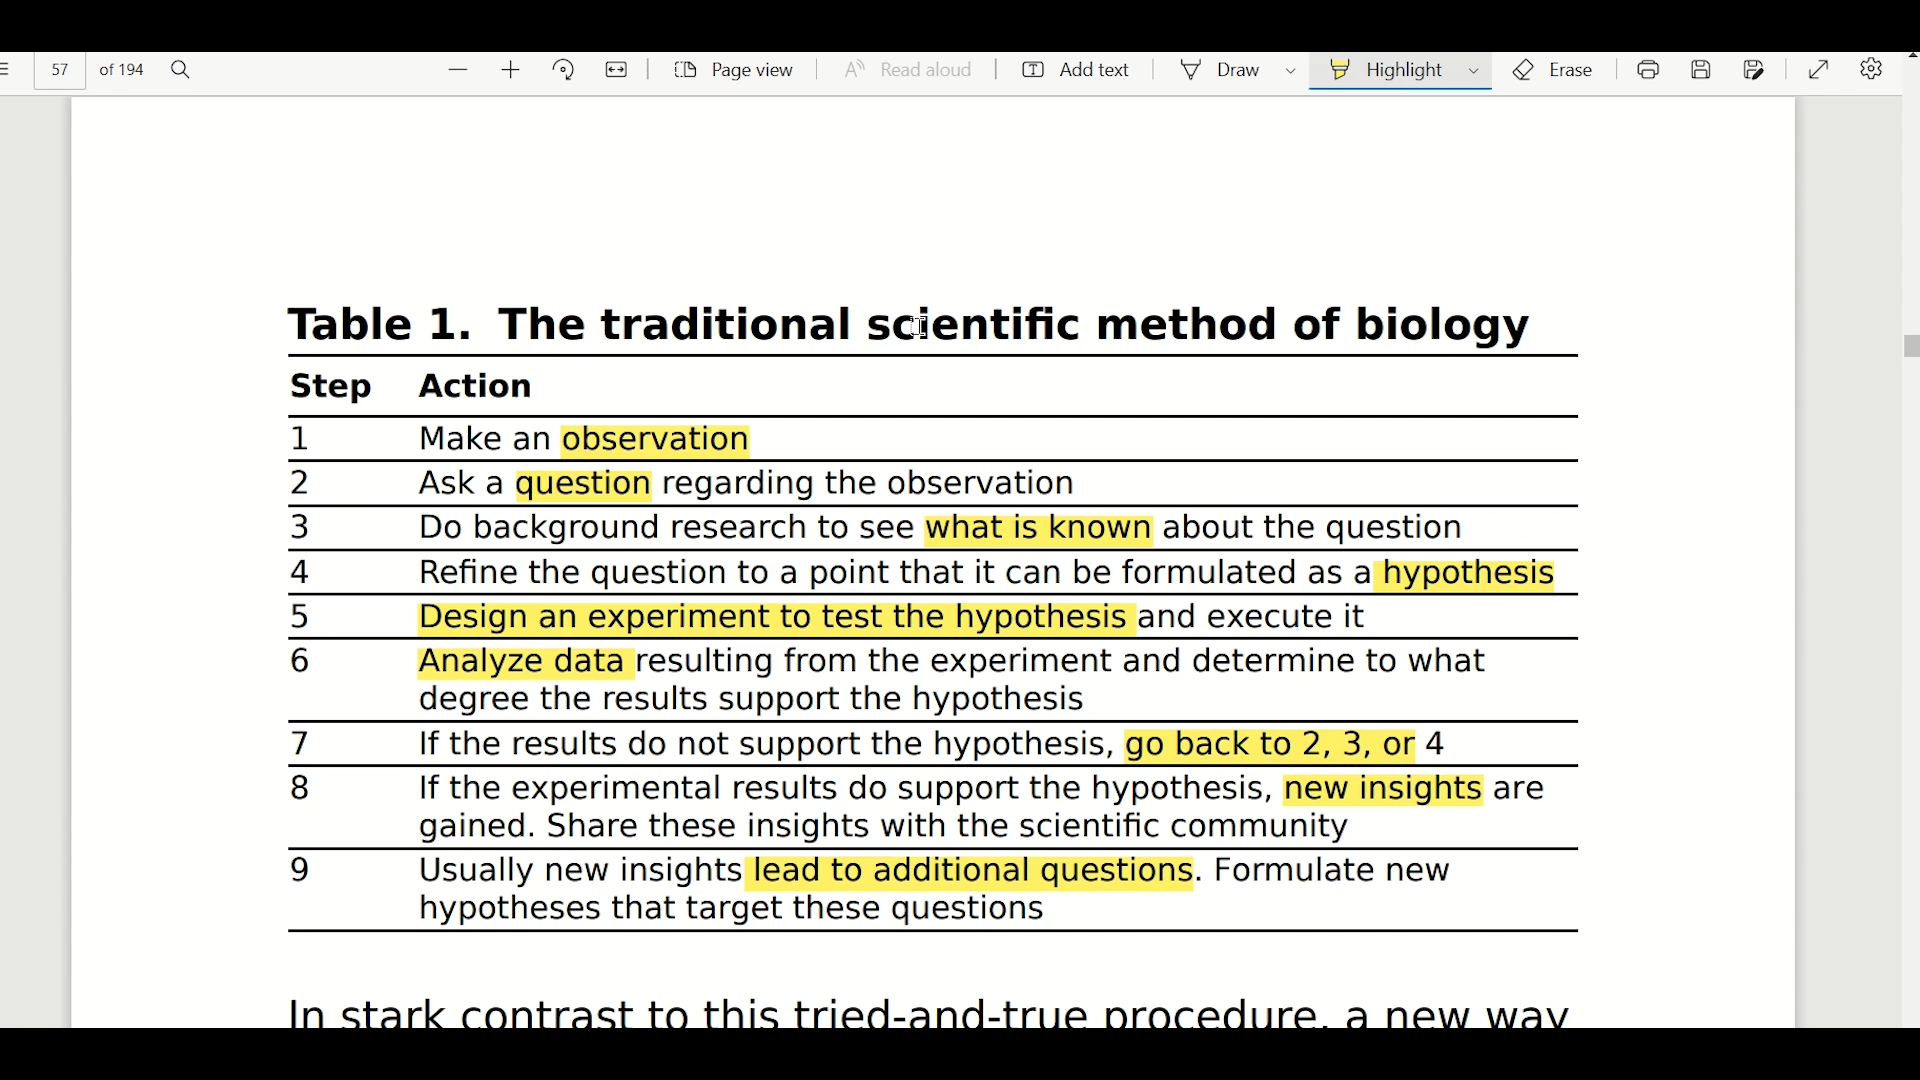 57 of 194 Page view Read aloud Add text Draw Highlight Erase
Table 1. The traditional scientific method of biology
Step Action
1 Make an observation
2 Ask a question regarding the observation
3 Do background research to see what is known about the question
4 Refine the question to a point that it can be formulated as a hypothesis
5 Design an experiment to test the hypothesis and execute it
6 Analyze data resulting from the experiment and determine to what
degree the results support the hypothesis
7 If the results do not support the hypothesis, go back to 2, 3, or 4
8 If the experimental results do support the hypothesis, new insights are
gained. Share these insights with the scientific community
9 Usually new insights lead to additional questions. Formulate new
hypotheses that target these questions
In stark contrast to this tried-and-true procedure, a new way